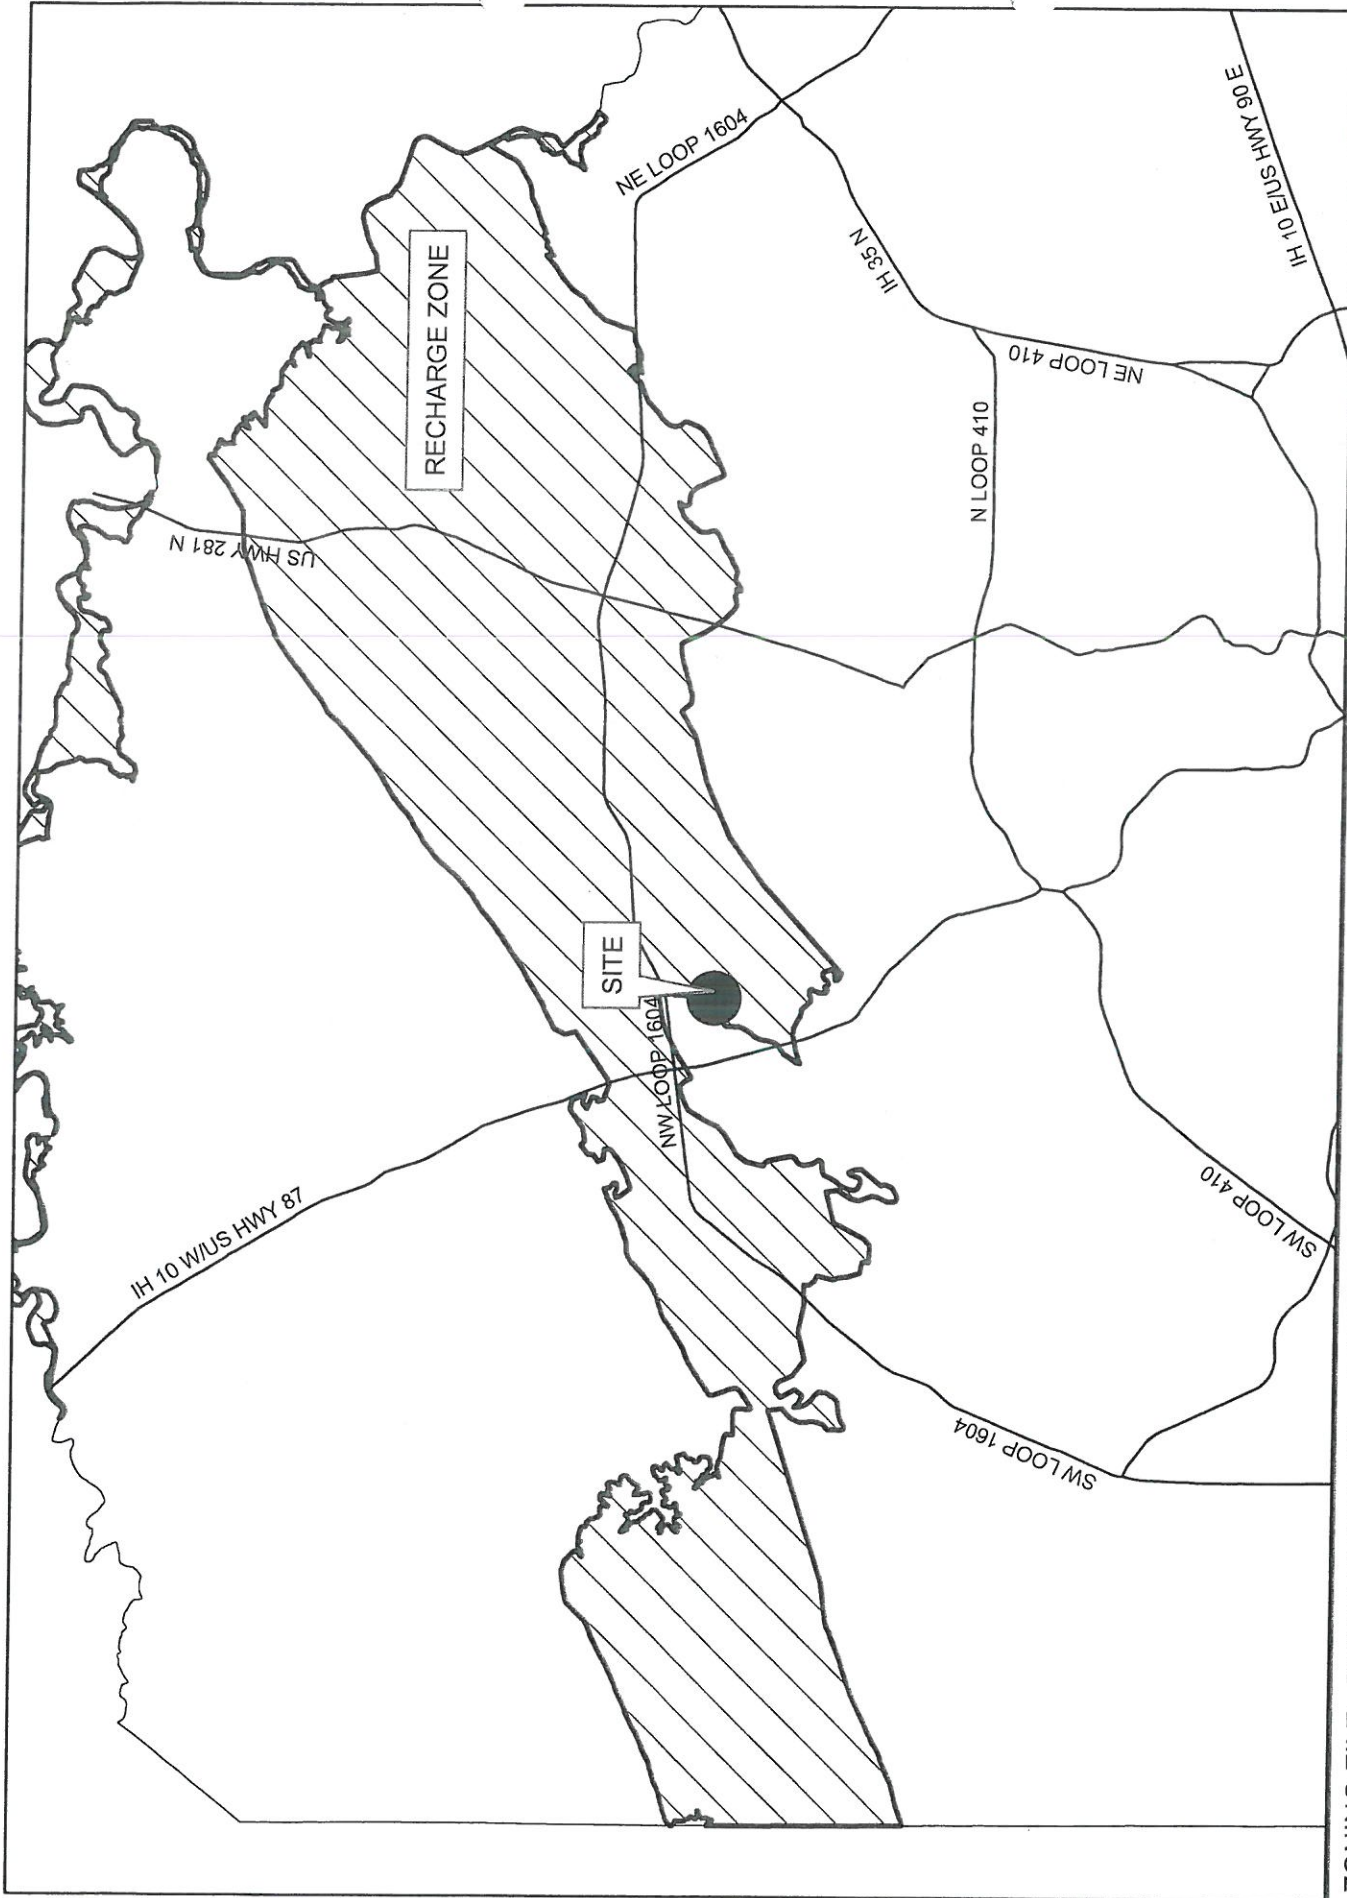 NE LOOP 1604
IH 10 E/US HWY 90 E
IH 35 N
RECHARGE ZONE
NE LOOP 410
N LOOP 410
US HWY 281 N
SITE
NW LOOP 1604
IH 10 W/US HWY 87
SW LOOP 410
SW LOOP 1604